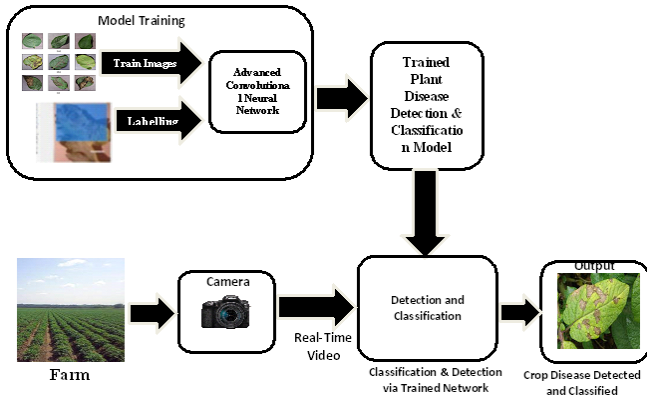 Model Training
Train Images
Labelling
Advanced
Convolutiona
l Neural
Network
Trained
Plant
Disease
Detection &
Classificatio
n Model
Farm
Camera
Real-Time
Video
Detection and
Classification
Classification & Detection
via Trained Network
Output
Crop Disease Detected
and Classified